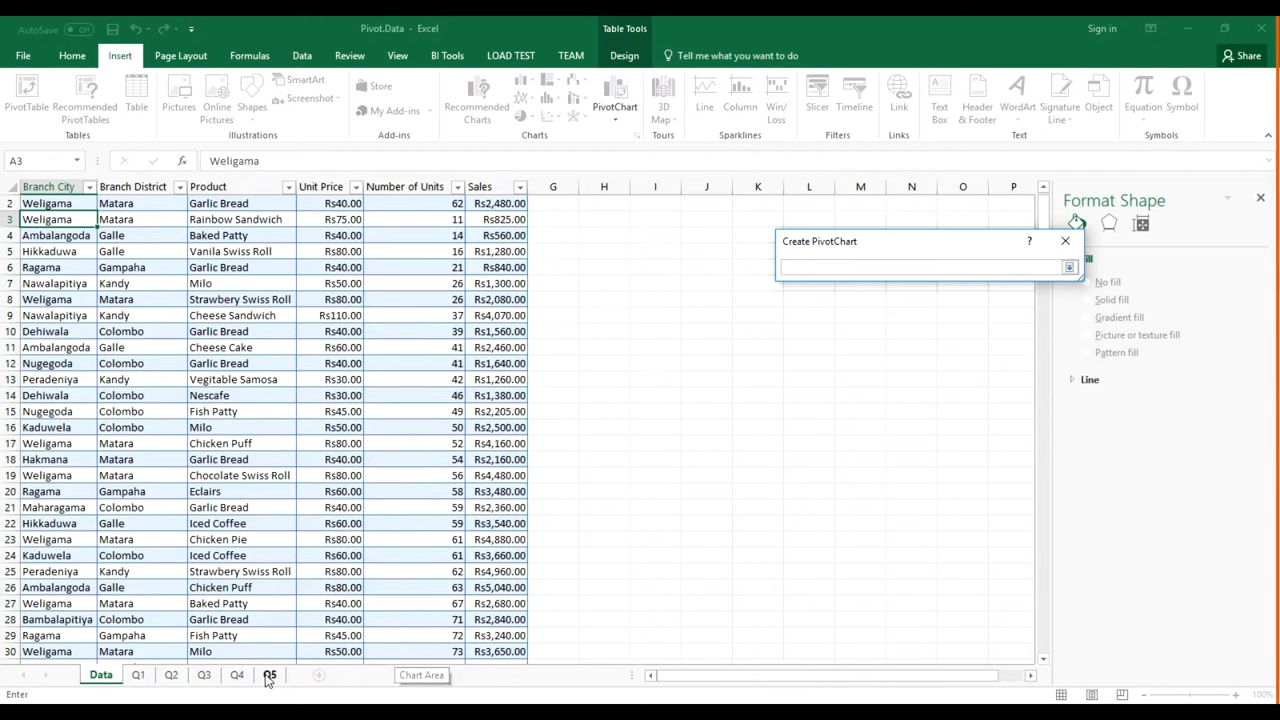 AutoSave Off Pivot.Data - Excel Table Tools Sign in
File Home Insert Page Layout Formulas Data Review View BI Tools LOAD TEST TEAM Design Tell me what you want to do Share
PivotTable Recommended PivotTables Table Pictures Online Pictures Shapes SmartArt Screenshot Store My Add-ins Recommended Charts PivotChart 3D Map Line Column Win/Loss Slicer Timeline Link Text Box Header & Footer WordArt Signature Line Object Equation Symbol
Tables Illustrations Add-ins Charts Tours Sparklines Filters Links Text Symbols
A3 fx Weligama
Branch City Branch District Product Unit Price Number of Units Sales G H I J K L M N O P
2 Weligama Matara Garlic Bread Rs40.00 62 Rs2,480.00
3 Weligama Matara Rainbow Sandwich Rs75.00 11 Rs825.00
4 Ambalangoda Galle Baked Patty Rs40.00 14 Rs560.00
5 Hikkaduwa Galle Vanila Swiss Roll Rs80.00 16 Rs1,280.00
6 Ragama Gampaha Garlic Bread Rs40.00 21 Rs840.00
7 Nawalapitiya Kandy Milo Rs50.00 26 Rs1,300.00
8 Weligama Matara Strawbery Swiss Roll Rs80.00 26 Rs2,080.00
9 Nawalapitiya Kandy Cheese Sandwich Rs110.00 37 Rs4,070.00
10 Dehiwala Colombo Garlic Bread Rs40.00 39 Rs1,560.00
11 Ambalangoda Galle Cheese Cake Rs60.00 41 Rs2,460.00
12 Nugegoda Colombo Garlic Bread Rs40.00 41 Rs1,640.00
13 Peradeniya Kandy Vegitable Samosa Rs30.00 42 Rs1,260.00
14 Dehiwala Colombo Nescafe Rs30.00 46 Rs1,380.00
15 Nugegoda Colombo Fish Patty Rs45.00 49 Rs2,205.00
16 Kaduwela Colombo Milo Rs50.00 50 Rs2,500.00
17 Weligama Matara Chicken Puff Rs80.00 52 Rs4,160.00
18 Hakmana Matara Garlic Bread Rs40.00 54 Rs2,160.00
19 Weligama Matara Chocolate Swiss Roll Rs80.00 56 Rs4,480.00
20 Ragama Gampaha Eclairs Rs60.00 58 Rs3,480.00
21 Maharagama Colombo Garlic Bread Rs40.00 59 Rs2,360.00
22 Hikkaduwa Galle Iced Coffee Rs60.00 59 Rs3,540.00
23 Weligama Matara Chicken Pie Rs80.00 61 Rs4,880.00
24 Kaduwela Colombo Iced Coffee Rs60.00 61 Rs3,660.00
25 Peradeniya Kandy Strawbery Swiss Roll Rs80.00 62 Rs4,960.00
26 Ambalangoda Galle Chicken Puff Rs80.00 63 Rs5,040.00
27 Weligama Matara Baked Patty Rs40.00 67 Rs2,680.00
28 Bambalapitiya Colombo Garlic Bread Rs40.00 71 Rs2,840.00
29 Ragama Gampaha Fish Patty Rs45.00 72 Rs3,240.00
30 Weligama Matara Milo Rs50.00 73 Rs3,650.00
Create PivotChart ?
Format Shape
No fill
Solid fill
Gradient fill
Picture or texture fill
Pattern fill
Line
Data Q1 Q2 Q3 Q4 Q5 Chart Area
Enter 100%